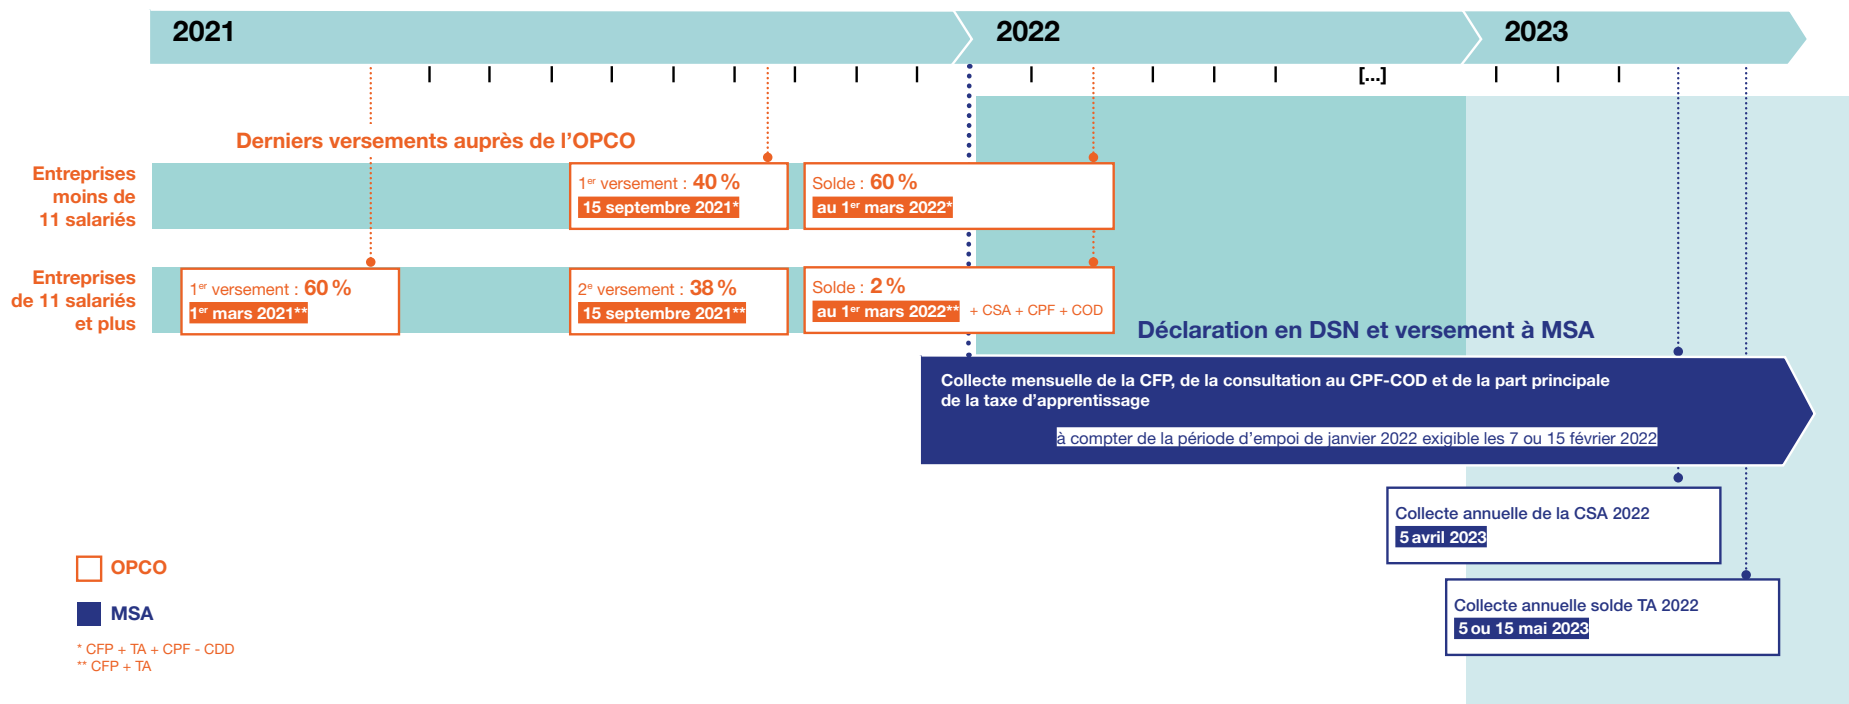 2021
2022
2023
[...]
Derniers versements auprès de l’OPCO
Entreprises
moins de
11 salariés
1er versement : 40 %
15 septembre 2021*
Solde : 60 %
au 1er mars 2022*
Entreprises
de 11 salariés
et plus
1er versement : 60 %
1er mars 2021**
2e versement : 38 %
15 septembre 2021**
Solde : 2 %
au 1er mars 2022** + CSA + CPF + COD
Déclaration en DSN et versement à MSA
Collecte mensuelle de la CFP, de la consultation au CPF-COD et de la part principale
de la taxe d’apprentissage
à compter de la période d’empoi de janvier 2022 exigible les 7 ou 15 février 2022
Collecte annuelle de la CSA 2022
5 avril 2023
Collecte annuelle solde TA 2022
5 ou 15 mai 2023
OPCO
MSA
* CFP + TA + CPF - CDD
** CFP + TA